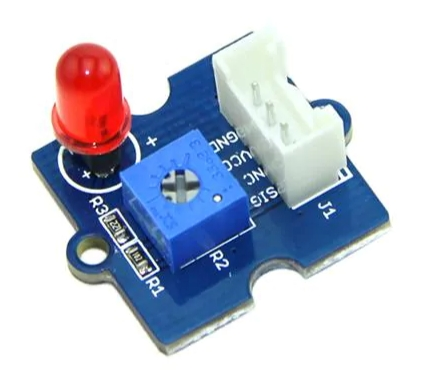 GND
VCC
NC
SIG
J1
+
+
R3
R2
R1